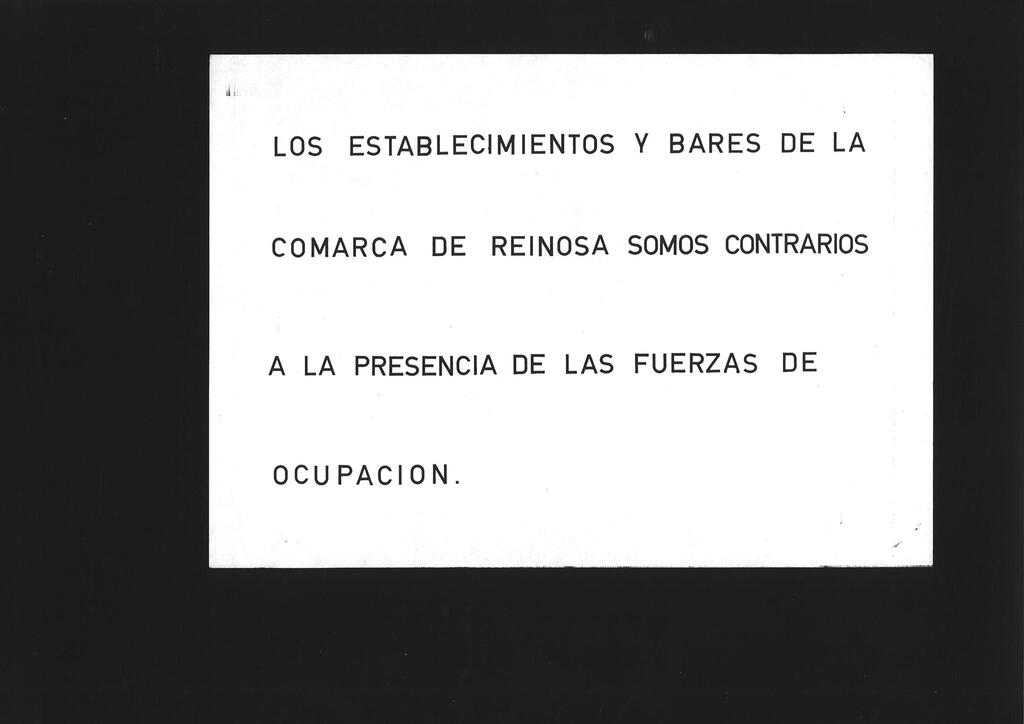 LOS ESTABLECIMIENTOS Y BARES DE LA
COMARCA DE REINOSA SOMOS CONTRARIOS
A LA PRESENCIA DE LAS FUERZAS DE
OCUPACION.